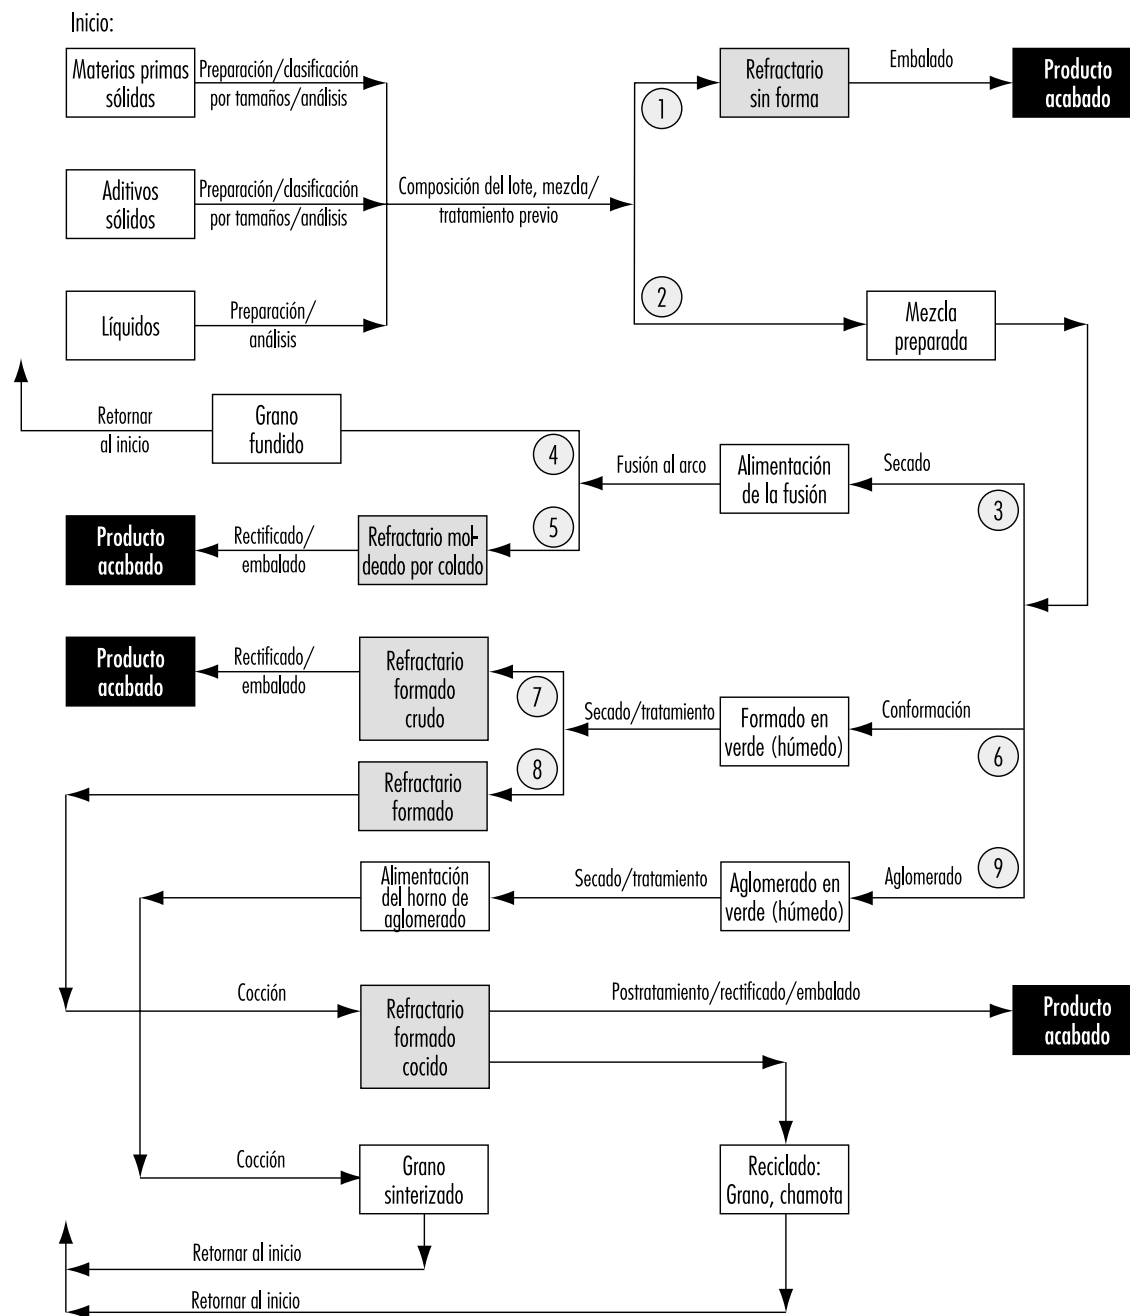 Inicio:
Materias primas
sólidas
Preparación/clasificación
por tamaños/análisis
Refractario
sin forma
Embalado
Producto
acabado
1
Aditivos
sólidos
Preparación/clasificación
por tamaños/análisis
Composición del lote, mezcla/
tratamiento previo
2
Líquidos
Preparación/
análisis
Mezcla
preparada
Retornar
al inicio
Grano
fundido
4
Fusión al arco
Alimentación
de la fusión
Secado
3
Producto
acabado
Rectificado/
embalado
Refractario mol-
deado por colado
5
Producto
acabado
Rectificado/
embalado
Refractario
formado
crudo
7
Secado/tratamiento
Formado en
verde (húmedo)
Conformación
6
8
Refractario
formado
Alimentación
del horno de
aglomerado
Secado/tratamiento
Aglomerado en
verde (húmedo)
Aglomerado
9
Cocción
Refractario
formado
cocido
Postratamiento/rectificado/embalado
Producto
acabado
Cocción
Grano
sinterizado
Reciclado:
Grano, chamota
Retornar al inicio
Retornar al inicio